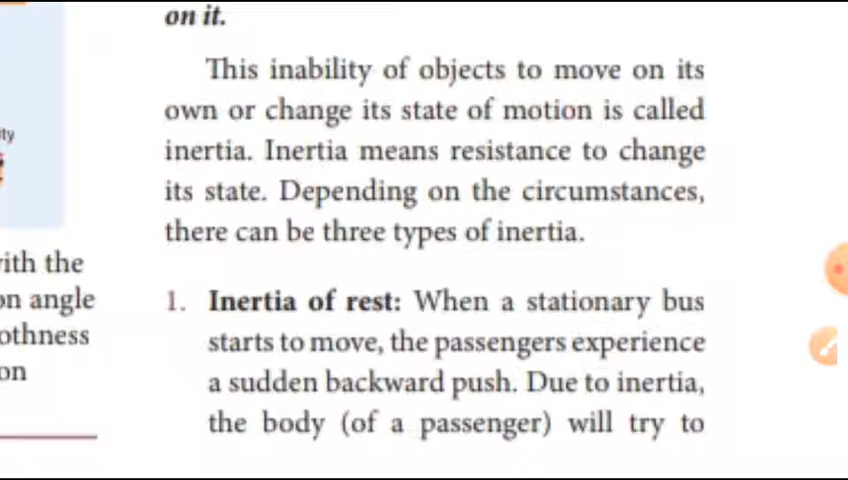 on it.
This inability of objects to move on its
own or change its state of motion is called
inertia. Inertia means resistance to change
its state. Depending on the circumstances,
there can be three types of inertia.
1. Inertia of rest: When a stationary bus
starts to move, the passengers experience
a sudden backward push. Due to inertia,
the body (of a passenger) will try to
ity
the
angle
on